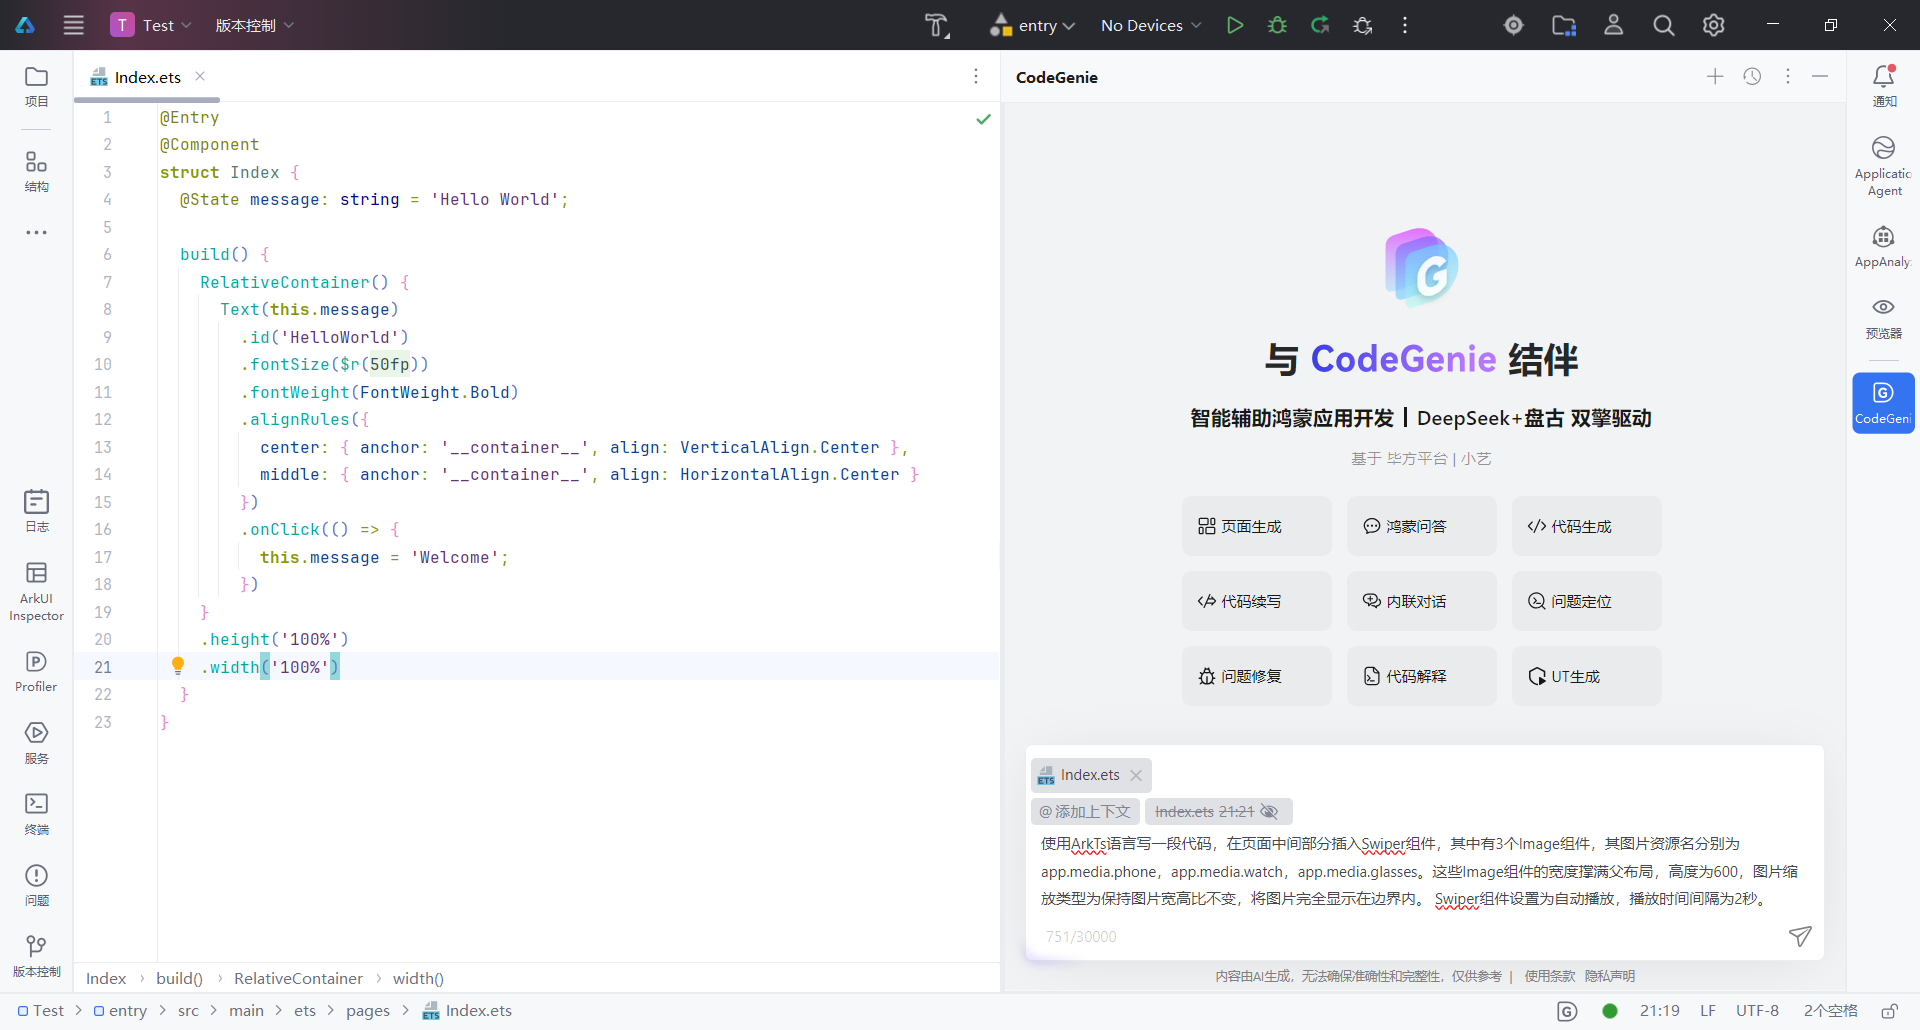 T Test 版本控制 entry No Devices
项目
结构
日志
ArkUI
Inspector
Profiler
服务
终端
问题
版本控制
Index.ets
1 @Entry
2 @Component
3 struct Index {
4 @State message: string = 'Hello World';
5
6 build() {
7 RelativeContainer() {
8 Text(this.message)
9 .id('HelloWorld')
10 .fontSize($r(50fp))
11 .fontWeight(FontWeight.Bold)
12 .alignRules({
13 center: { anchor: '__container__', align: VerticalAlign.Center },
14 middle: { anchor: '__container__', align: HorizontalAlign.Center }
15 })
16 .onClick(() => {
17 this.message = 'Welcome';
18 })
19 }
20 .height('100%')
21 .width('100%')
22 }
23 }
Index › build() › RelativeContainer › width()
CodeGenie
G
与 CodeGenie 结伴
智能辅助鸿蒙应用开发 | DeepSeek+盘古 双擎驱动
基于 毕方平台 | 小艺
页面生成 鸿蒙问答 代码生成
代码续写 内联对话 问题定位
问题修复 代码解释 UT生成
ETS Index.ets
@ 添加上下文 Index.ets 21:21
使用ArkTs语言写一段代码，在页面中间部分插入Swiper组件，其中有3个Image组件，其图片资源名分别为
app.media.phone，app.media.watch，app.media.glasses。这些Image组件的宽度撑满父布局，高度为600，图片缩
放类型为保持图片宽高比不变，将图片完全显示在边界内。 Swiper组件设置为自动播放，播放时间间隔为2秒。
751/30000
内容由AI生成，无法确保准确性和完整性，仅供参考 | 使用条款 隐私声明
通知
Applicatic
Agent
AppAnaly
预览器
CodeGeni
Test > entry > src > main > ets > pages > Index.ets
21:19 LF UTF-8 2个空格